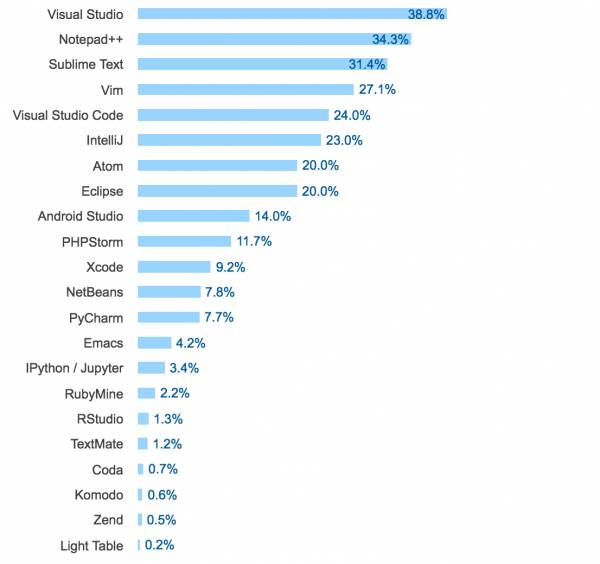 Visual Studio 38.8%
Notepad++ 34.3%
Sublime Text 31.4%
Vim 27.1%
Visual Studio Code 24.0%
IntelliJ 23.0%
Atom 20.0%
Eclipse 20.0%
Android Studio 14.0%
PHPStorm 11.7%
Xcode 9.2%
NetBeans 7.8%
PyCharm 7.7%
Emacs 4.2%
IPython / Jupyter 3.4%
RubyMine 2.2%
RStudio 1.3%
TextMate 1.2%
Coda 0.7%
Komodo 0.6%
Zend 0.5%
Light Table 0.2%